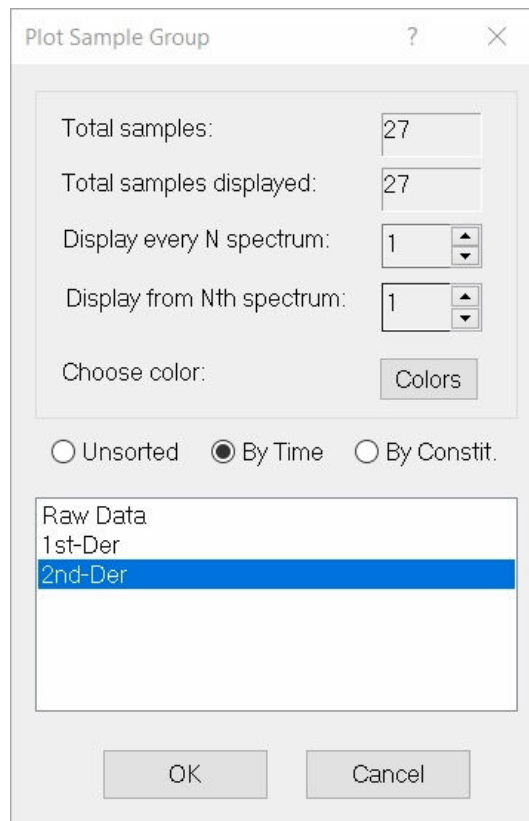 Plot Sample Group ?
Total samples: 27
Total samples displayed: 27
Display every N spectrum: 1
Display from Nth spectrum: 1
Choose color: Colors
Unsorted By Time By Constit.
Raw Data
1st-Der
2nd-Der
OK Cancel